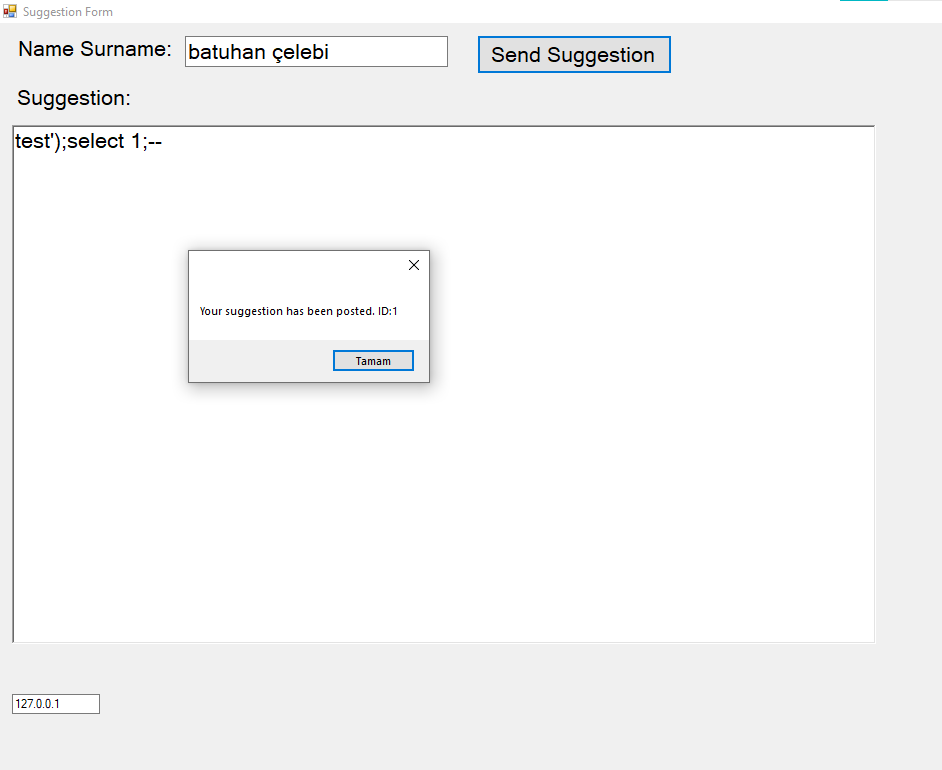 Suggestion Form
Name Surname: batuhan çelebi Send Suggestion
Suggestion:
test');select 1;--
Your suggestion has been posted. ID:1
Tamam
127.0.0.1